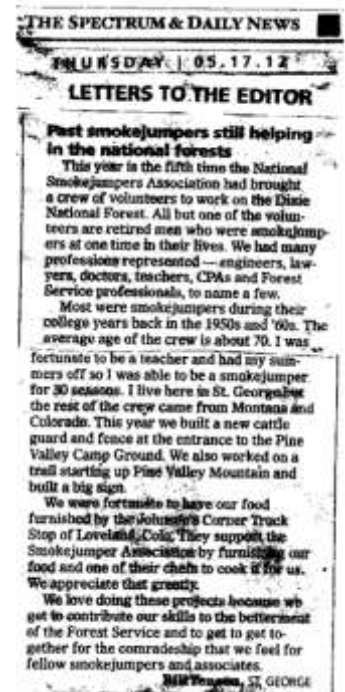 THE SPECTRUM & DAILY NEWS
THURSDAY | 05.17.12
LETTERS TO THE EDITOR
Past smokejumpers still helping
in the national forests
This year is the fifth time the National
Smokejumpers Association had brought
a crew of volunteers to work on the Dixie
National Forest. All but one of the volun-
teers are retired men who were smokejump-
ers at one time in their lives. We had many
professions represented — engineers, law-
yers, doctors, teachers, CPAs and Forest
Service professionals, to name a few.
Most were smokejumpers during their
college years back in the 1950s and '60s. The
average age of the crew is about 70. I was
fortunate to be a teacher and had my sum-
mers off so I was able to be a smokejumper
for 30 seasons. I live here in St. George but
the rest of the crew came from Montana and
Colorado. This year we built a new cattle
guard and fence at the entrance to the Pine
Valley Camp Ground. We also worked on a
trail starting up Pine Valley Mountain and
built a big sign.
We were fortunate to have our food
furnished by the Johnson's Corner Truck
Stop of Loveland, Colo. They support the
Smokejumper Association by furnishing our
food and one of their chefs to cook it for us.
We appreciate that greatly.
We love doing these projects because we
get to contribute our skills to the betterment
of the Forest Service and to get to get to-
gether for the comradeship that we feel for
fellow smokejumpers and associates.
Bill ST. GEORGE